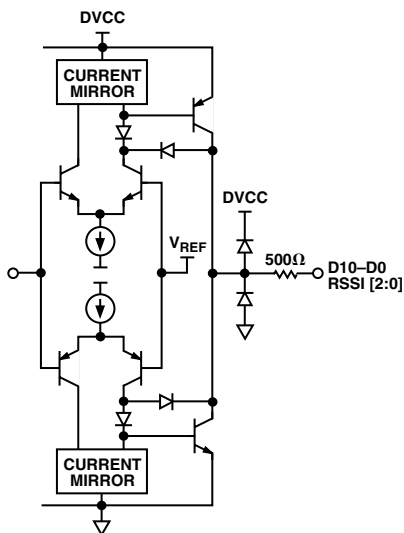 DVCC
CURRENT
MIRROR
DVCC
VREF
500Ω
D10–D0
RSSI [2:0]
CURRENT
MIRROR